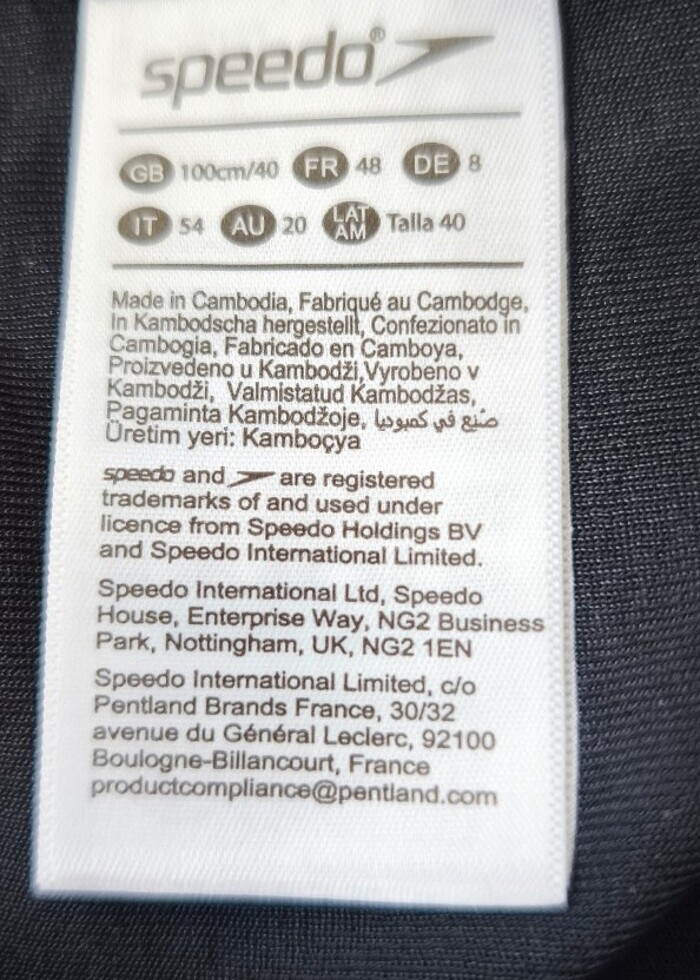 speedo®
GB 100cm/40 FR 48 DE 8
IT 54 AU 20 LAT AM Talla 40
Made in Cambodia, Fabriqué au Cambodge,
In Kambodscha hergestellt, Confezionato in
Cambogia, Fabricado en Camboya,
Proizvedeno u Kambodži,Vyrobeno v
Kambodži, Valmistatud Kambodžas,
Pagaminta Kambodžoje, صُنع في كمبوديا
Üretim yeri: Kamboçya
speedo and are registered
trademarks of and used under
licence from Speedo Holdings BV
and Speedo International Limited.
Speedo International Ltd, Speedo
House, Enterprise Way, NG2 Business
Park, Nottingham, UK, NG2 1EN
Speedo International Limited, c/o
Pentland Brands France, 30/32
avenue du Général Leclerc, 92100
Boulogne-Billancourt, France
productcompliance@pentland.com